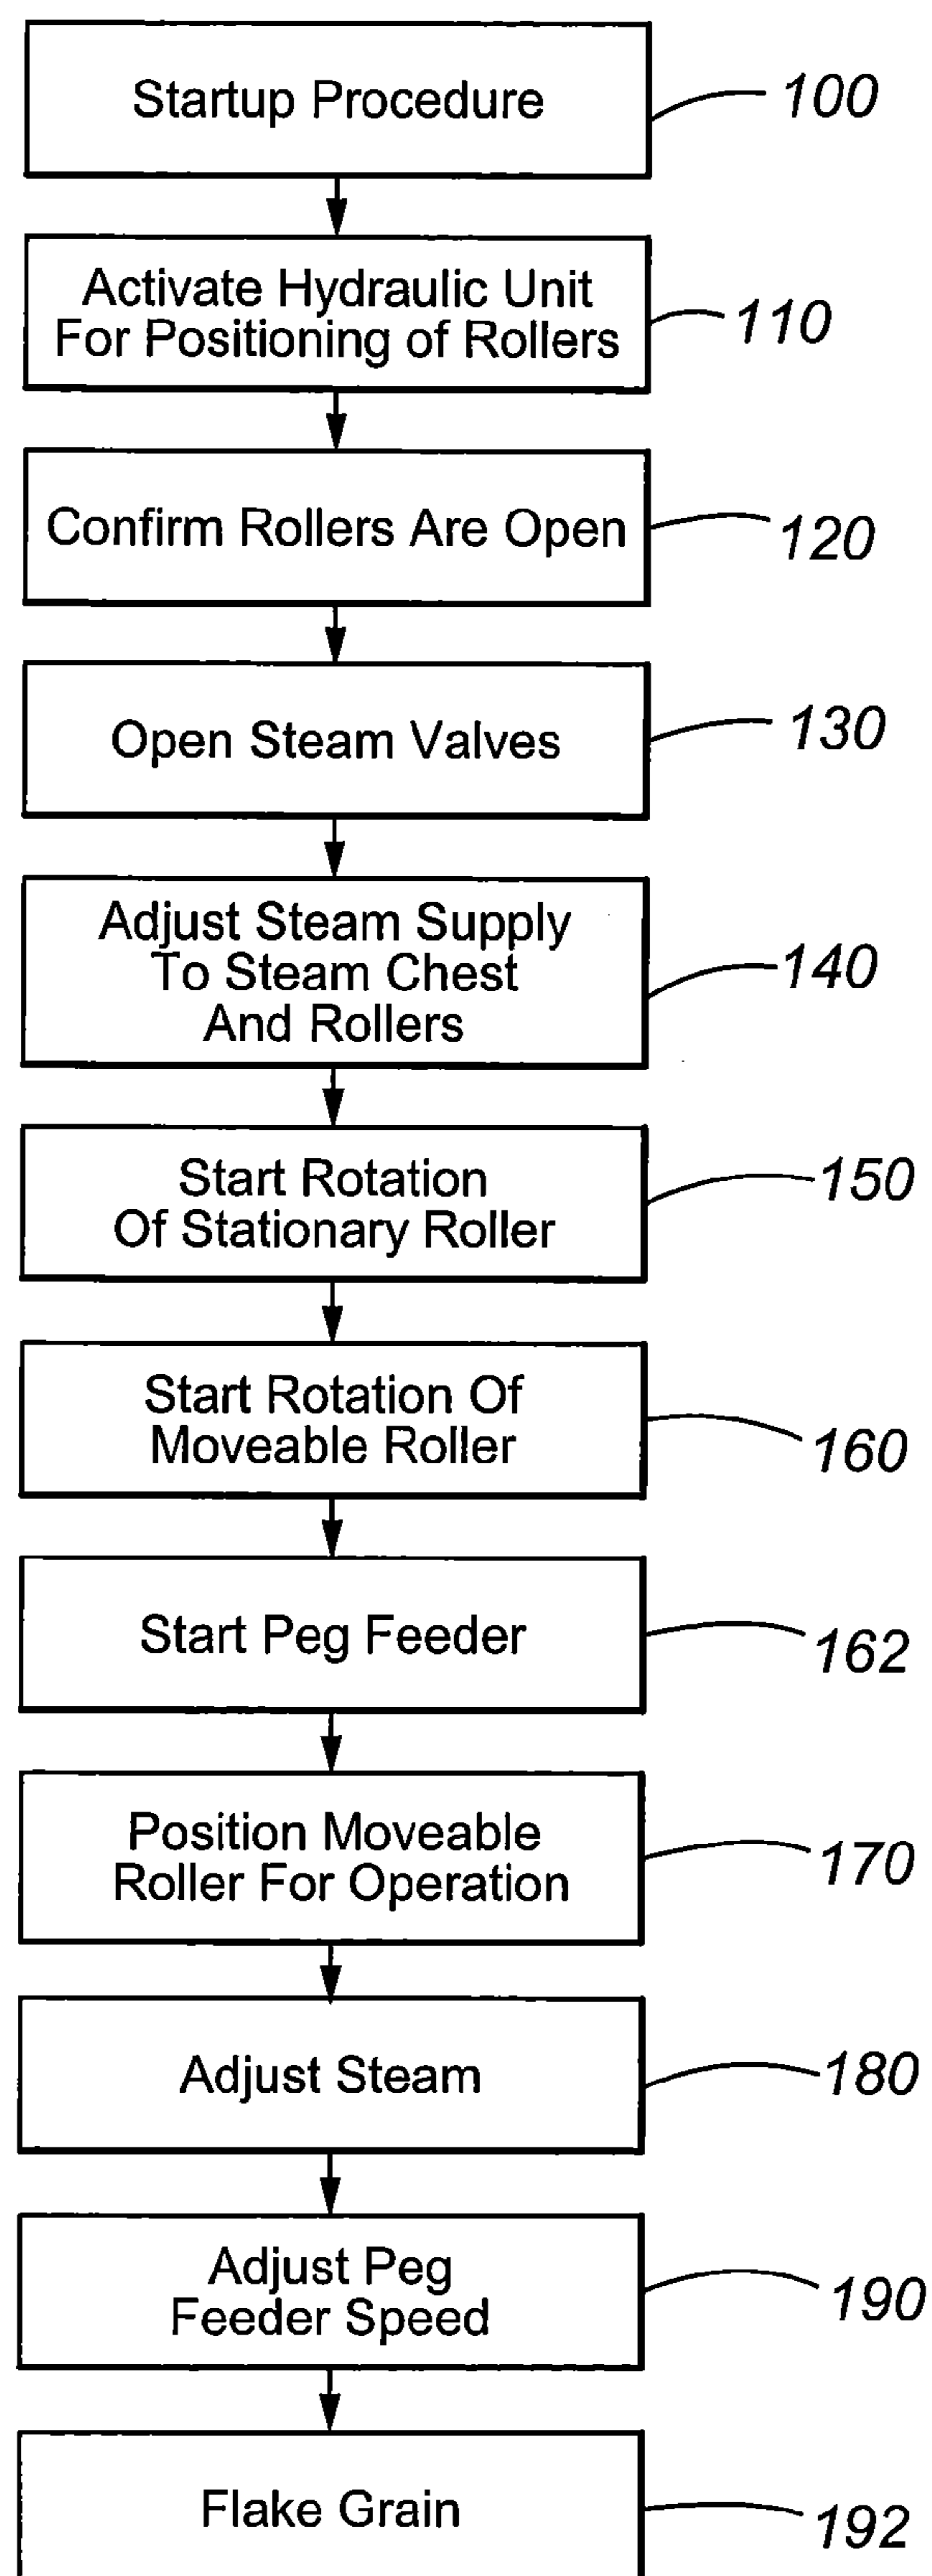 Startup Procedure
100
Activate Hydraulic Unit
For Positioning of Rollers
110
Confirm Rollers Are Open
120
Open Steam Valves
130
Adjust Steam Supply
To Steam Chest
And Rollers
140
Start Rotation
Of Stationary Roller
150
Start Rotation Of
Moveable Roller
160
Start Peg Feeder
162
Position Moveable
Roller For Operation
170
Adjust Steam
180
Adjust Peg
Feeder Speed
190
Flake Grain
192